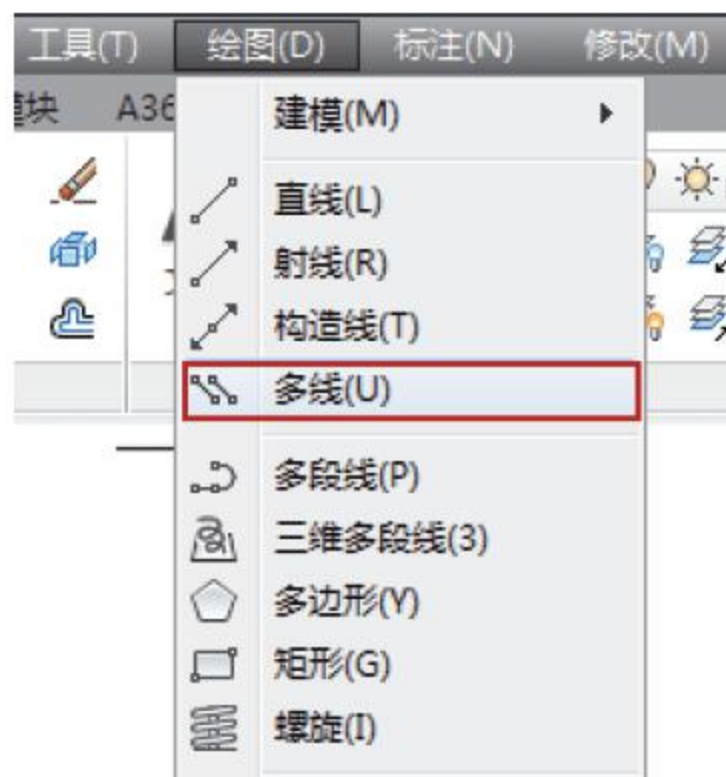 工具(T) 绘图(D) 标注(N) 修改(M)
块 A36
建模(M)
直线(L)
射线(R)
构造线(T)
多线(U)
多段线(P)
三维多段线(3)
多边形(Y)
矩形(G)
螺旋(I)